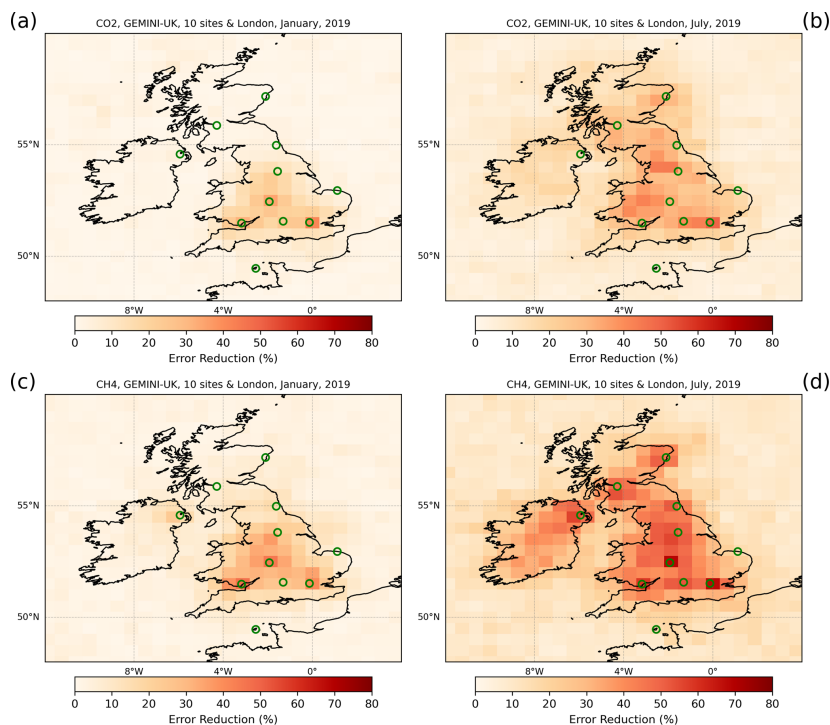 (a) CO2, GEMINI-UK, 10 sites & London, January, 2019
55°N
50°N
8°W 4°W 0°
0 10 20 30 40 50 60 70 80
Error Reduction (%)
CO2, GEMINI-UK, 10 sites & London, July, 2019 (b)
55°N
50°N
8°W 4°W 0°
0 10 20 30 40 50 60 70 80
Error Reduction (%)
(c) CH4, GEMINI-UK, 10 sites & London, January, 2019
55°N
50°N
8°W 4°W 0°
0 10 20 30 40 50 60 70 80
Error Reduction (%)
CH4, GEMINI-UK, 10 sites & London, July, 2019 (d)
55°N
50°N
8°W 4°W 0°
0 10 20 30 40 50 60 70 80
Error Reduction (%)